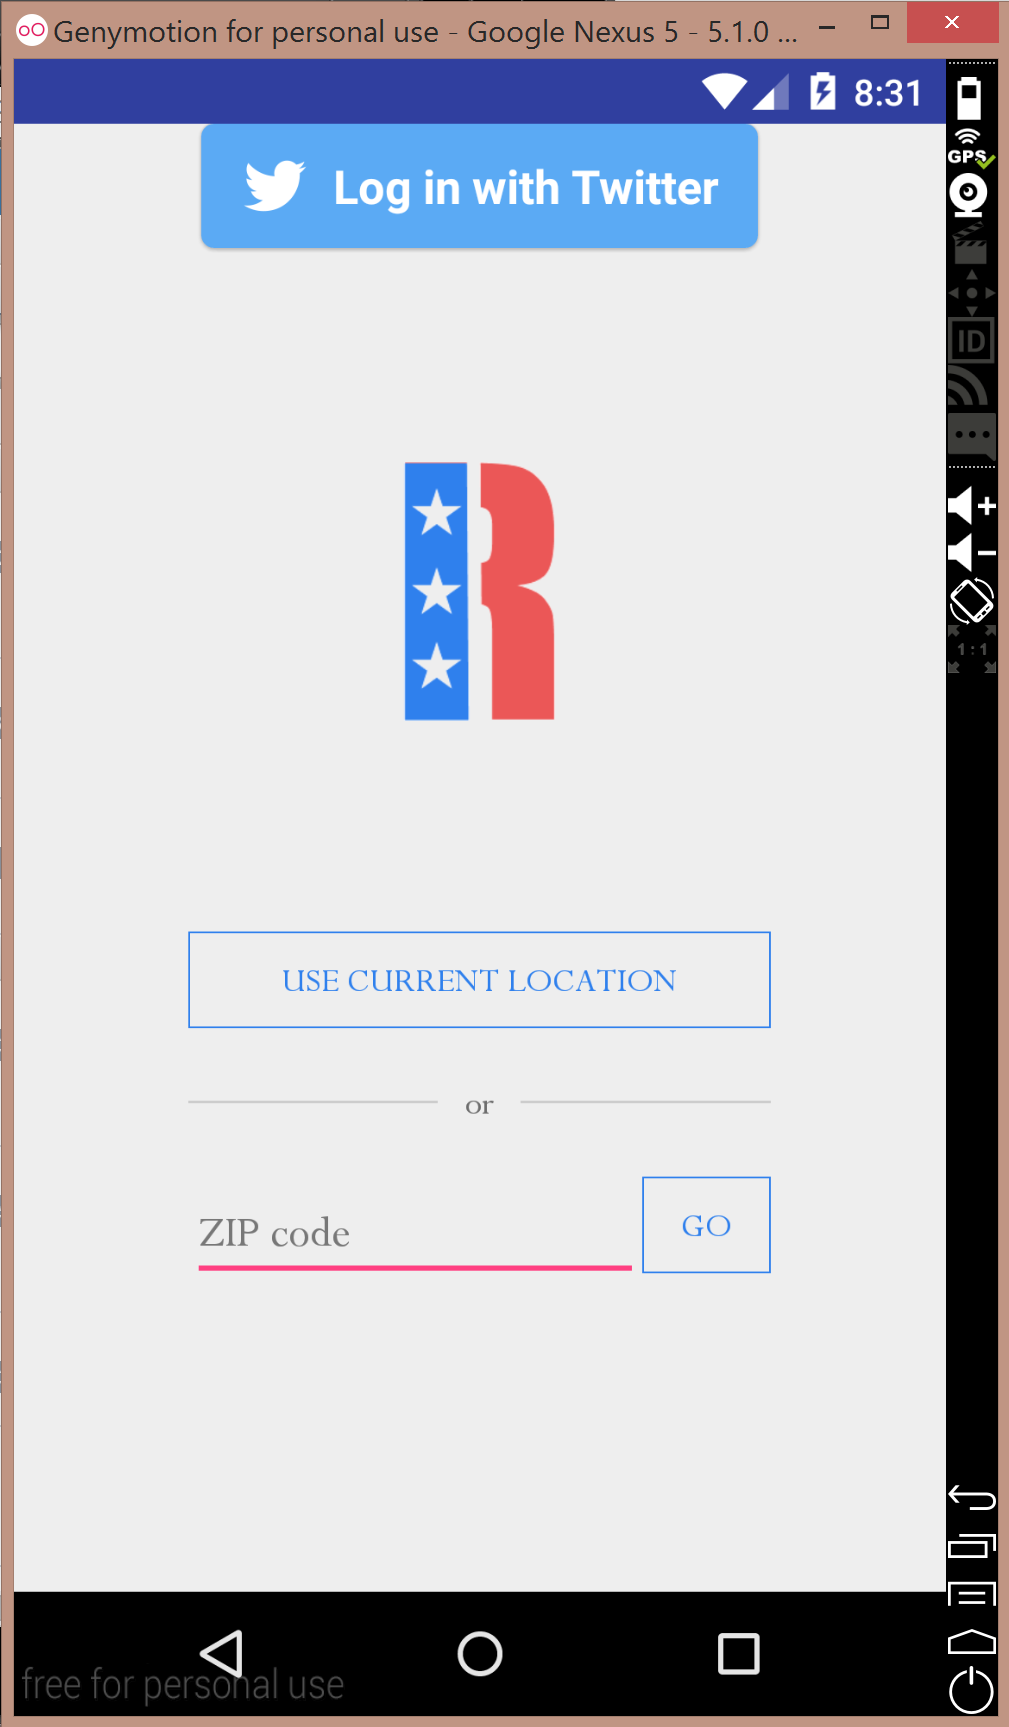 Genymotion for personal use - Google Nexus 5 - 5.1.0 ...
8:31
GPS
Log in with Twitter
ID
R
1:1
USE CURRENT LOCATION
or
ZIP code
GO
free for personal use